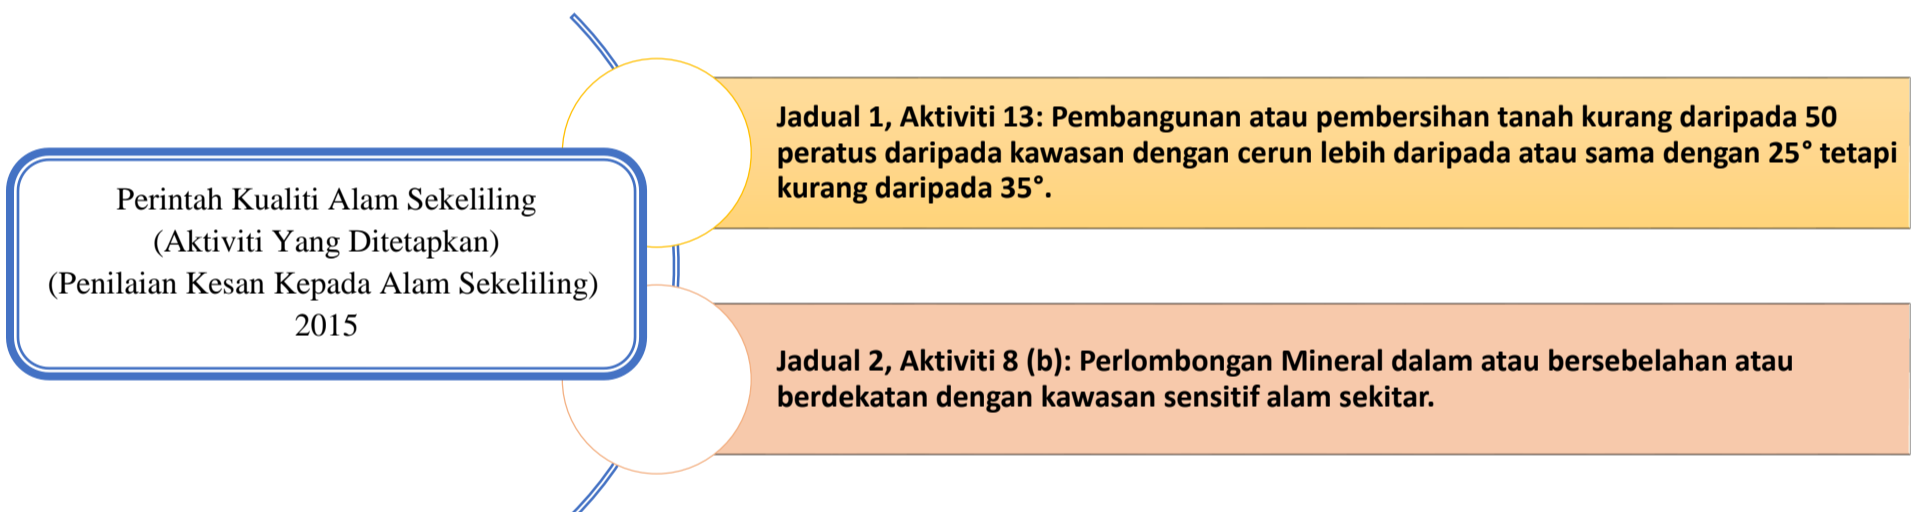 Perintah Kualiti Alam Sekeliling
(Aktiviti Yang Ditetapkan)
(Penilaian Kesan Kepada Alam Sekeliling)
2015
Jadual 1, Aktiviti 13: Pembangunan atau pembersihan tanah kurang daripada 50
peratus daripada kawasan dengan cerun lebih daripada atau sama dengan 25° tetapi
kurang daripada 35°.
Jadual 2, Aktiviti 8 (b): Perlombongan Mineral dalam atau bersebelahan atau
berdekatan dengan kawasan sensitif alam sekitar.